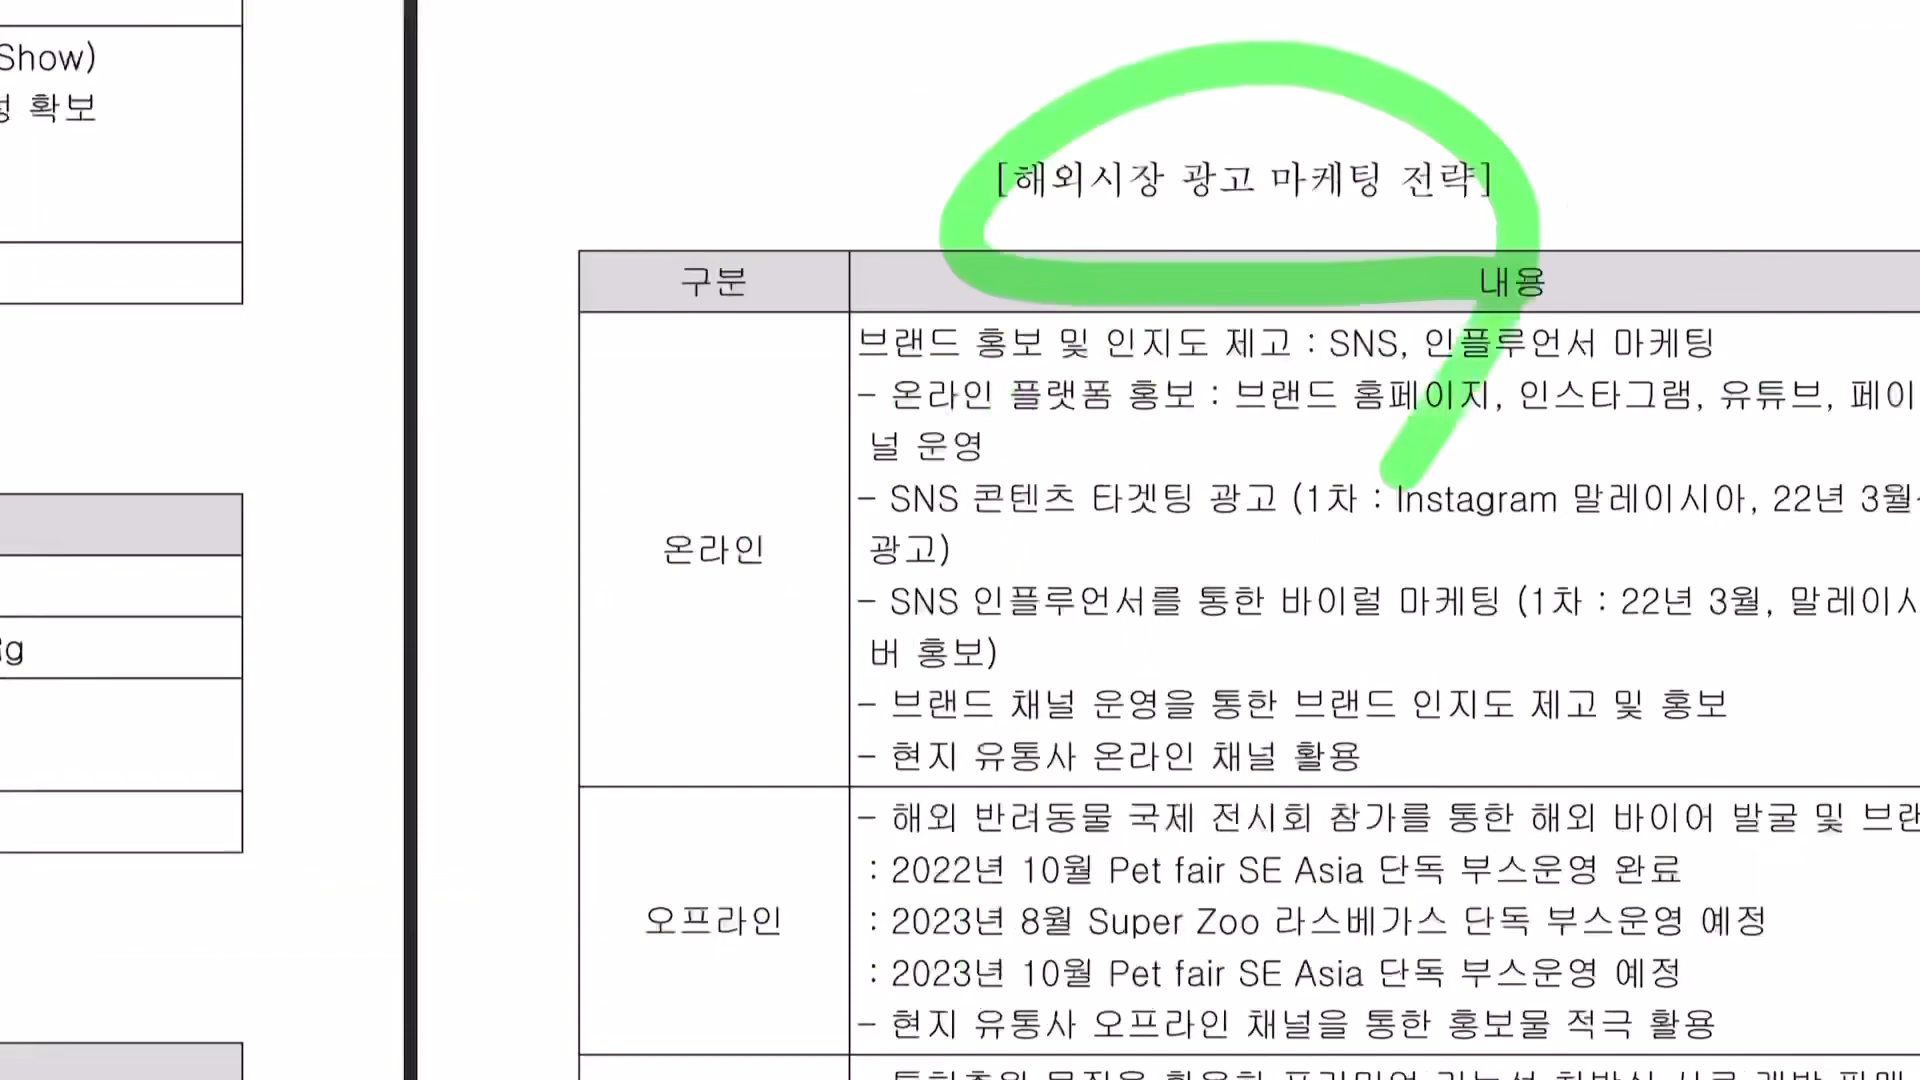 Show)
확보
[해외시장 광고 마케팅 전략]
구분
내용
온라인
브랜드 홍보 및 인지도 제고 : SNS, 인플루언서 마케팅
- 온라인 플랫폼 홍보 : 브랜드 홈페이지, 인스타그램, 유튜브, 페이
널 운영
- SNS 콘텐츠 타겟팅 광고 (1차 : Instagram 말레이시아, 22년 3월
광고)
- SNS 인플루언서를 통한 바이럴 마케팅 (1차 : 22년 3월, 말레이시
버 홍보)
- 브랜드 채널 운영을 통한 브랜드 인지도 제고 및 홍보
- 현지 유통사 온라인 채널 활용
오프라인
- 해외 반려동물 국제 전시회 참가를 통한 해외 바이어 발굴 및 브랜
: 2022년 10월 Pet fair SE Asia 단독 부스운영 완료
: 2023년 8월 Super Zoo 라스베가스 단독 부스운영 예정
: 2023년 10월 Pet fair SE Asia 단독 부스운영 예정
- 현지 유통사 오프라인 채널을 통한 홍보물 적극 활용